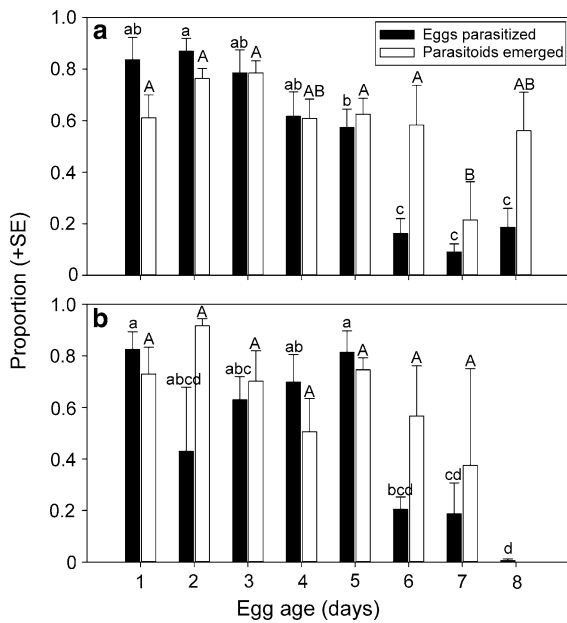 1.0
a
Eggs parasitized
Parasitoids emerged
ab
a
ab
ab
AB
b
A
A
A
A
A
B
AB
c
c
c
0.8
0.6
0.4
0.2
0
1.0
b
a
A
abcd
A
abc
A
ab
A
a
A
bcd
A
cd
A
d
0.8
0.6
0.4
0.2
0
1 2 3 4 5 6 7 8
Egg age (days)
Proportion (+SE)